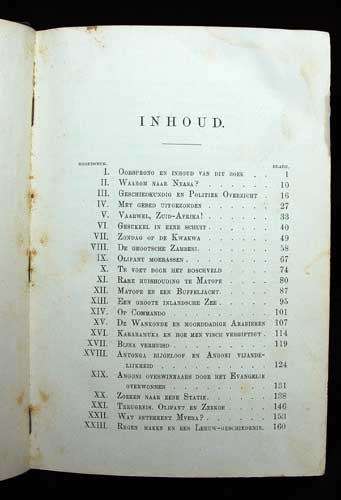 INHOUD.
HOOFDSTUK. BLADZ.
I. Oorsprong en inhoud van dit boek 1
II. Waarom naar Nyasa? 10
III. Geschiedkundig en Politiek Overzicht 16
IV. Met gebed uitgezonden 27
V. Vaarwel, Zuid-Afrika! 33
VI. Gesukkel in eene schuit 40
VII. Zondag op de Kwakwa 49
VIII. De grootsche Zambesi 58
IX. Olifant moerassen 67
X. Te voet door het boschveld 74
XI. Rare huishouding te Matope 80
XII. Matope en een Buffeljacht 87
XIII. Een groote inlandsche Zee 95
XIV. Op Commando 101
XV. De Wankonde en moorddadige Arabieren 107
XVI. Karabanuka en hoe men visch vergiftigt 114
XVII. Bijna verhuisd 119
XVIII. Antonga bijgeloof en Angoni vijande-
lijkheid 124
XIX. Angoni overwinnaars door het Evangelie
overwonnen 131
XX. Zoeken naar eene Statie 138
XXI. Terugreis. Olifant en Zeekoe 146
XXII. Wat beteekent Mvera? 153
XXIII. Regen maken en een Leeuw-geschiedenis. 160